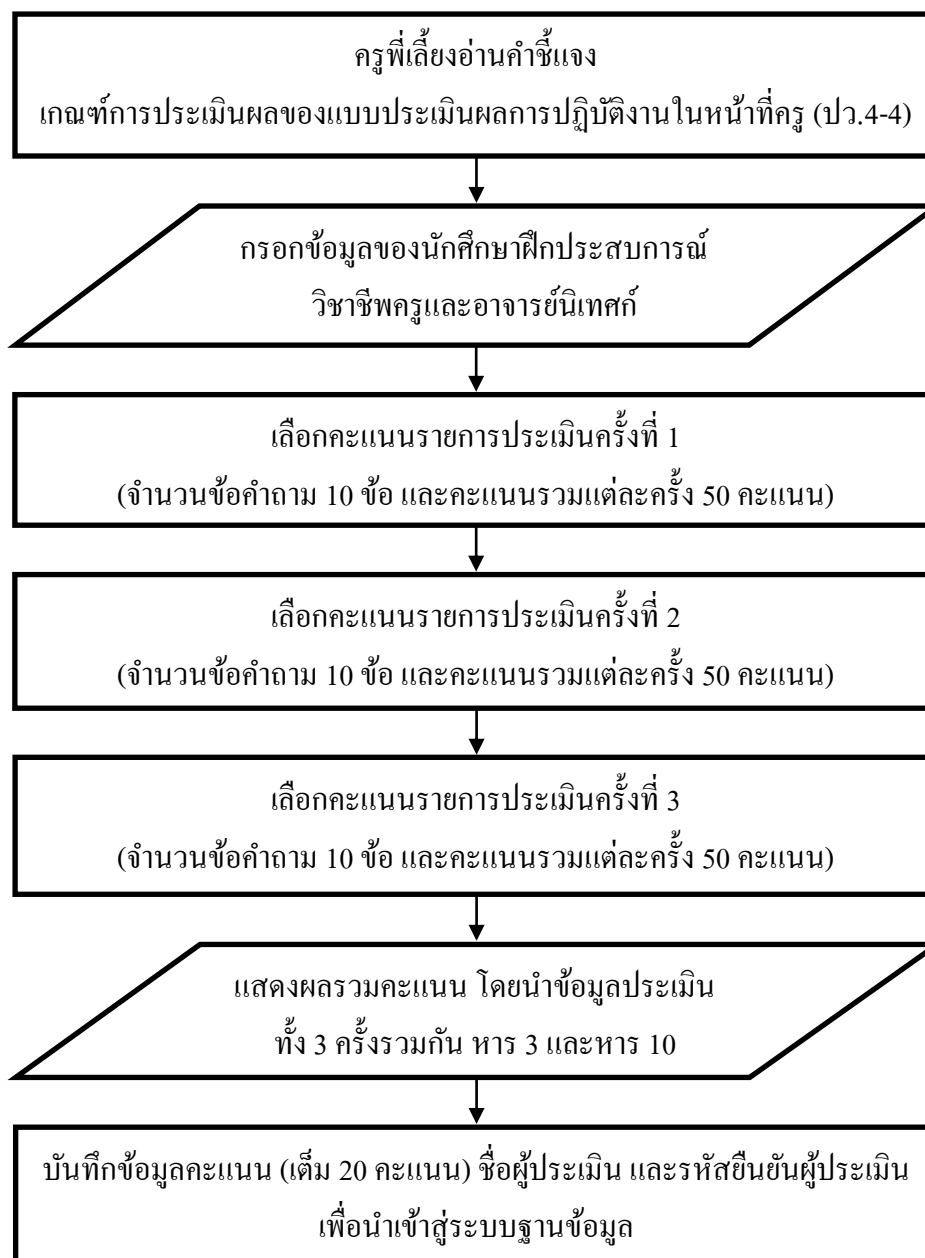 ครูพี่เลี้ยงอ่านคำชี้แจง
เกณฑ์การประเมินผลของแบบประเมินผลการปฏิบัติงานในหน้าที่ครู (ปว.4-4)
กรอกข้อมูลของนักศึกษาฝึกประสบการณ์
วิชาชีพครูและอาจารย์นิเทศก์
เลือกคะแนนรายการประเมินครั้งที่ 1
(จำนวนข้อคำถาม 10 ข้อ และคะแนนรวมแต่ละครั้ง 50 คะแนน)
เลือกคะแนนรายการประเมินครั้งที่ 2
(จำนวนข้อคำถาม 10 ข้อ และคะแนนรวมแต่ละครั้ง 50 คะแนน)
เลือกคะแนนรายการประเมินครั้งที่ 3
(จำนวนข้อคำถาม 10 ข้อ และคะแนนรวมแต่ละครั้ง 50 คะแนน)
แสดงผลรวมคะแนน โดยนำข้อมูลประเมิน
ทั้ง 3 ครั้งรวมกัน หาร 3 และหาร 10
บันทึกข้อมูลคะแนน (เต็ม 20 คะแนน) ชื่อผู้ประเมิน และรหัสยืนยันผู้ประเมิน
เพื่อนำเข้าสู่ระบบฐานข้อมูล